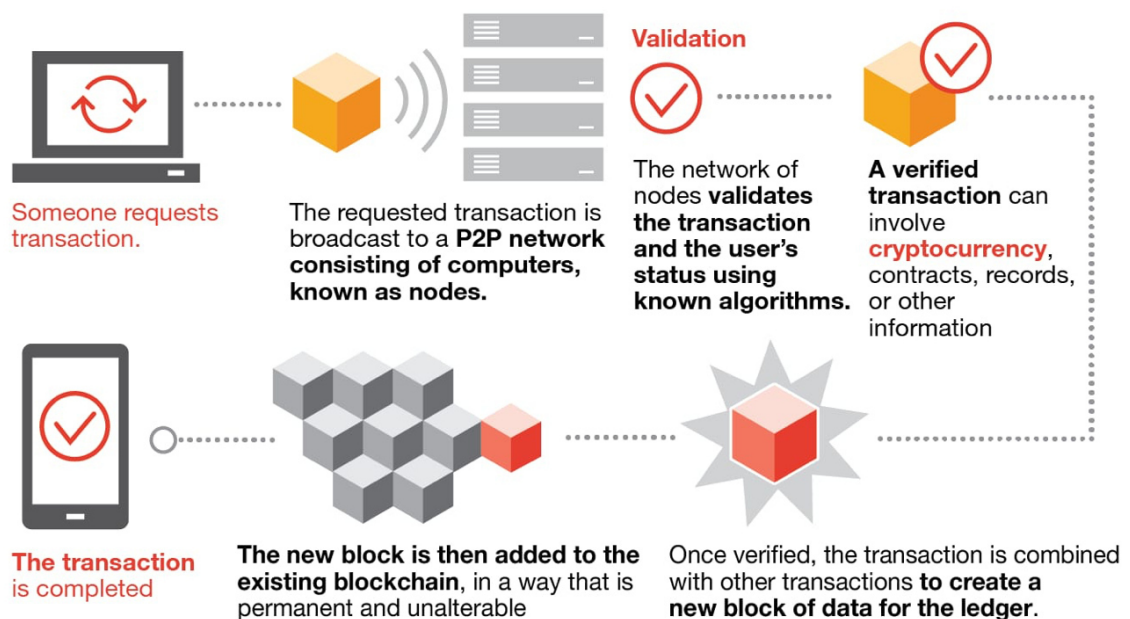 Someone requests
transaction.
The requested transaction is
broadcast to a P2P network
consisting of computers,
known as nodes.
Validation
The network of
nodes validates
the transaction
and the user's
status using
known algorithms.
A verified
transaction can
involve
cryptocurrency,
contracts, records,
or other
information
Once verified, the transaction is combined
with other transactions to create a
new block of data for the ledger.
The new block is then added to the
existing blockchain, in a way that is
permanent and unalterable
The transaction
is completed